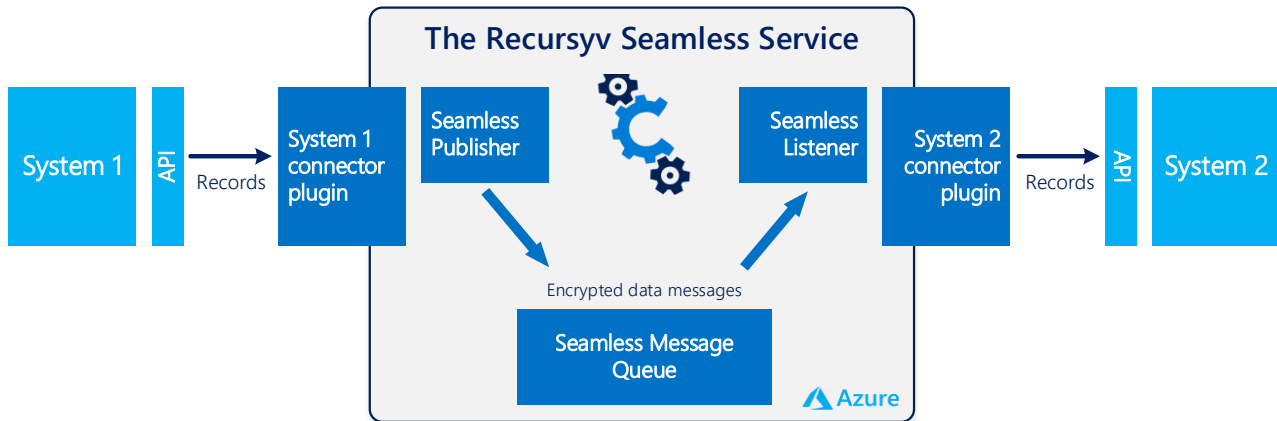 The Recursyv Seamless Service
System 1
API
Records
System 1
connector
plugin
Seamless
Publisher
Encrypted data messages
Seamless Message
Queue
Seamless
Listener
System 2
connector
plugin
Records
API
System 2
Azure